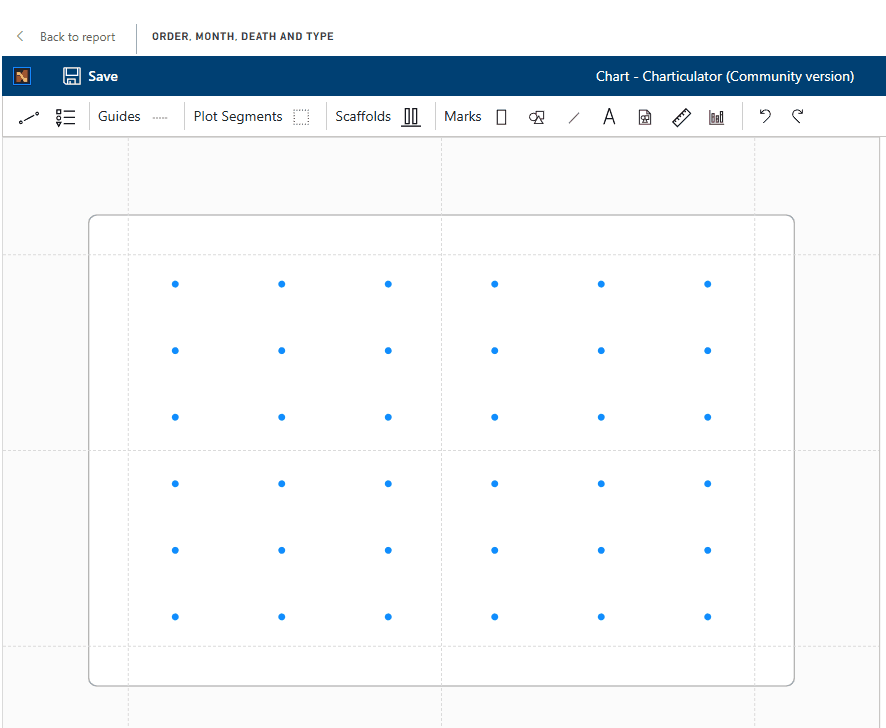 Back to report
ORDER, MONTH, DEATH AND TYPE
Save
Chart - Charticulator (Community version)
Guides
Plot Segments
Scaffolds
Marks